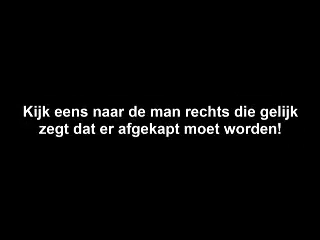 Kijk eens naar de man rechts die gelijk
zegt dat er afgekapt moet worden!